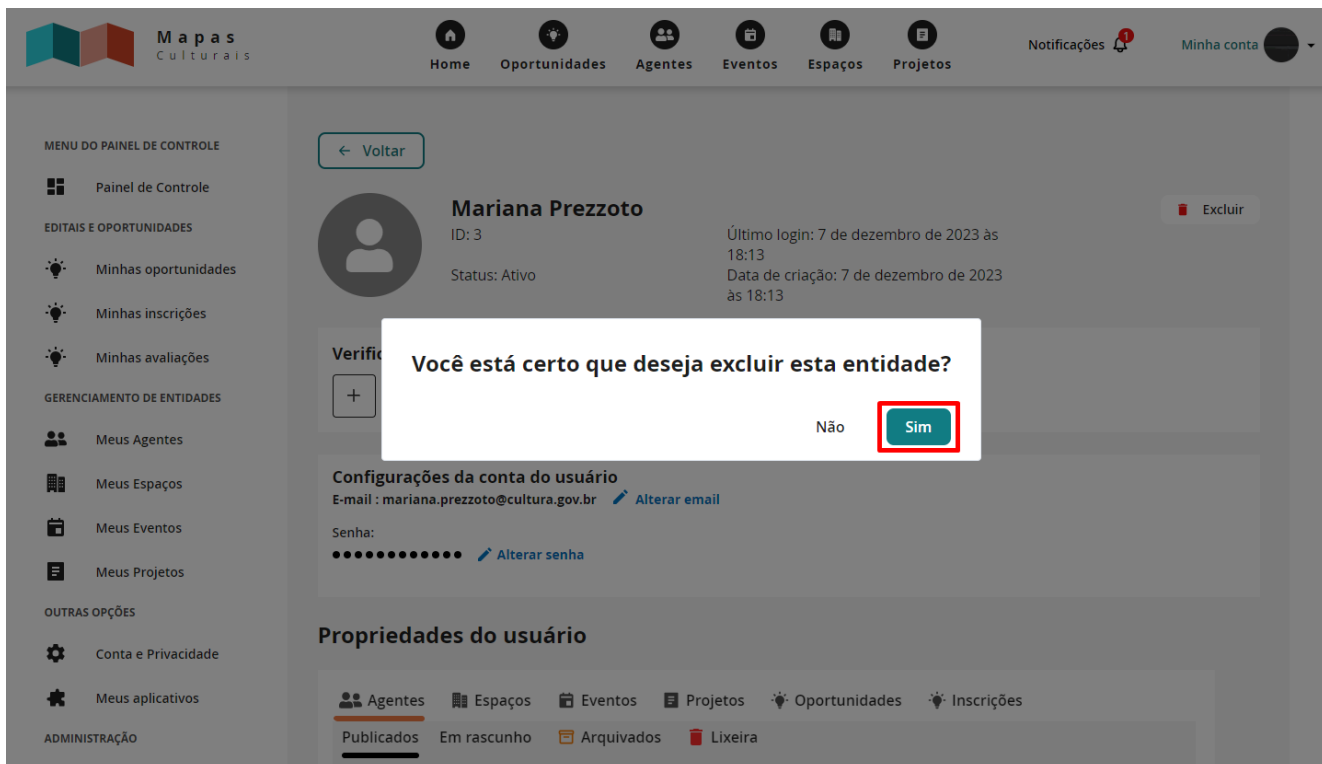 Mapas
Culturais
Home
Oportunidades
Agentes
Eventos
Espaços
Projetos
Notificações
1
Minha conta
MENU DO PAINEL DE CONTROLE
Painel de Controle
EDITAIS E OPORTUNIDADES
Minhas oportunidades
Minhas inscrições
Minhas avaliações
GERENCIAMENTO DE ENTIDADES
Meus Agentes
Meus Espaços
Meus Eventos
Meus Projetos
OUTRAS OPÇÕES
Conta e Privacidade
Meus aplicativos
ADMINISTRAÇÃO
← Voltar
Mariana Prezzoto
ID: 3
Status: Ativo
Último login: 7 de dezembro de 2023 às
18:13
Data de criação: 7 de dezembro de 2023
às 18:13
Excluir
Verific
+
Você está certo que deseja excluir esta entidade?
Não
Sim
Configurações da conta do usuário
E-mail : mariana.prezzoto@cultura.gov.br Alterar email
Senha:
●●●●●●●●●●●● Alterar senha
Propriedades do usuário
Agentes Espaços Eventos Projetos Oportunidades Inscrições
Publicados Em rascunho Arquivados Lixeira